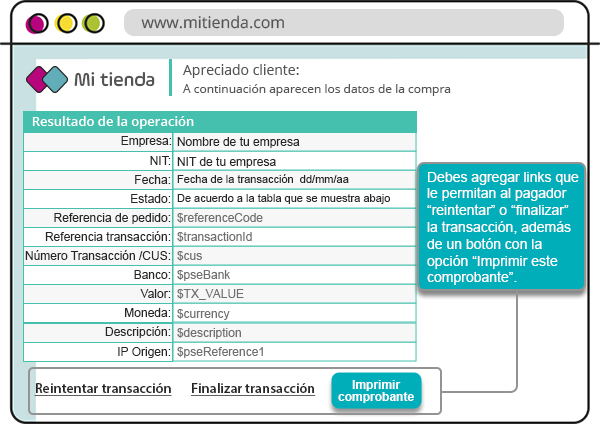 www.mitienda.com
Mi tienda
Apreciado cliente:
A continuación aparecen los datos de la compra
Resultado de la operación
Empresa: Nombre de tu empresa
NIT: NIT de tu empresa
Fecha: Fecha de la transacción dd/mm/aa
Estado: De acuerdo a la tabla que se muestra abajo
Referencia de pedido: $referenceCode
Referencia transacción: $transactionId
Número Transacción /CUS: $cus
Banco: $pseBank
Valor: $TX_VALUE
Moneda: $currency
Descripción: $description
IP Origen: $pseReference1
Debes agregar links que
le permitan al pagador
“reintentar” o “finalizar”
la transacción, además
de un botón con la
opción “Imprimir este
comprobante”.
Reintentar transacción Finalizar transacción Imprimir
comprobante